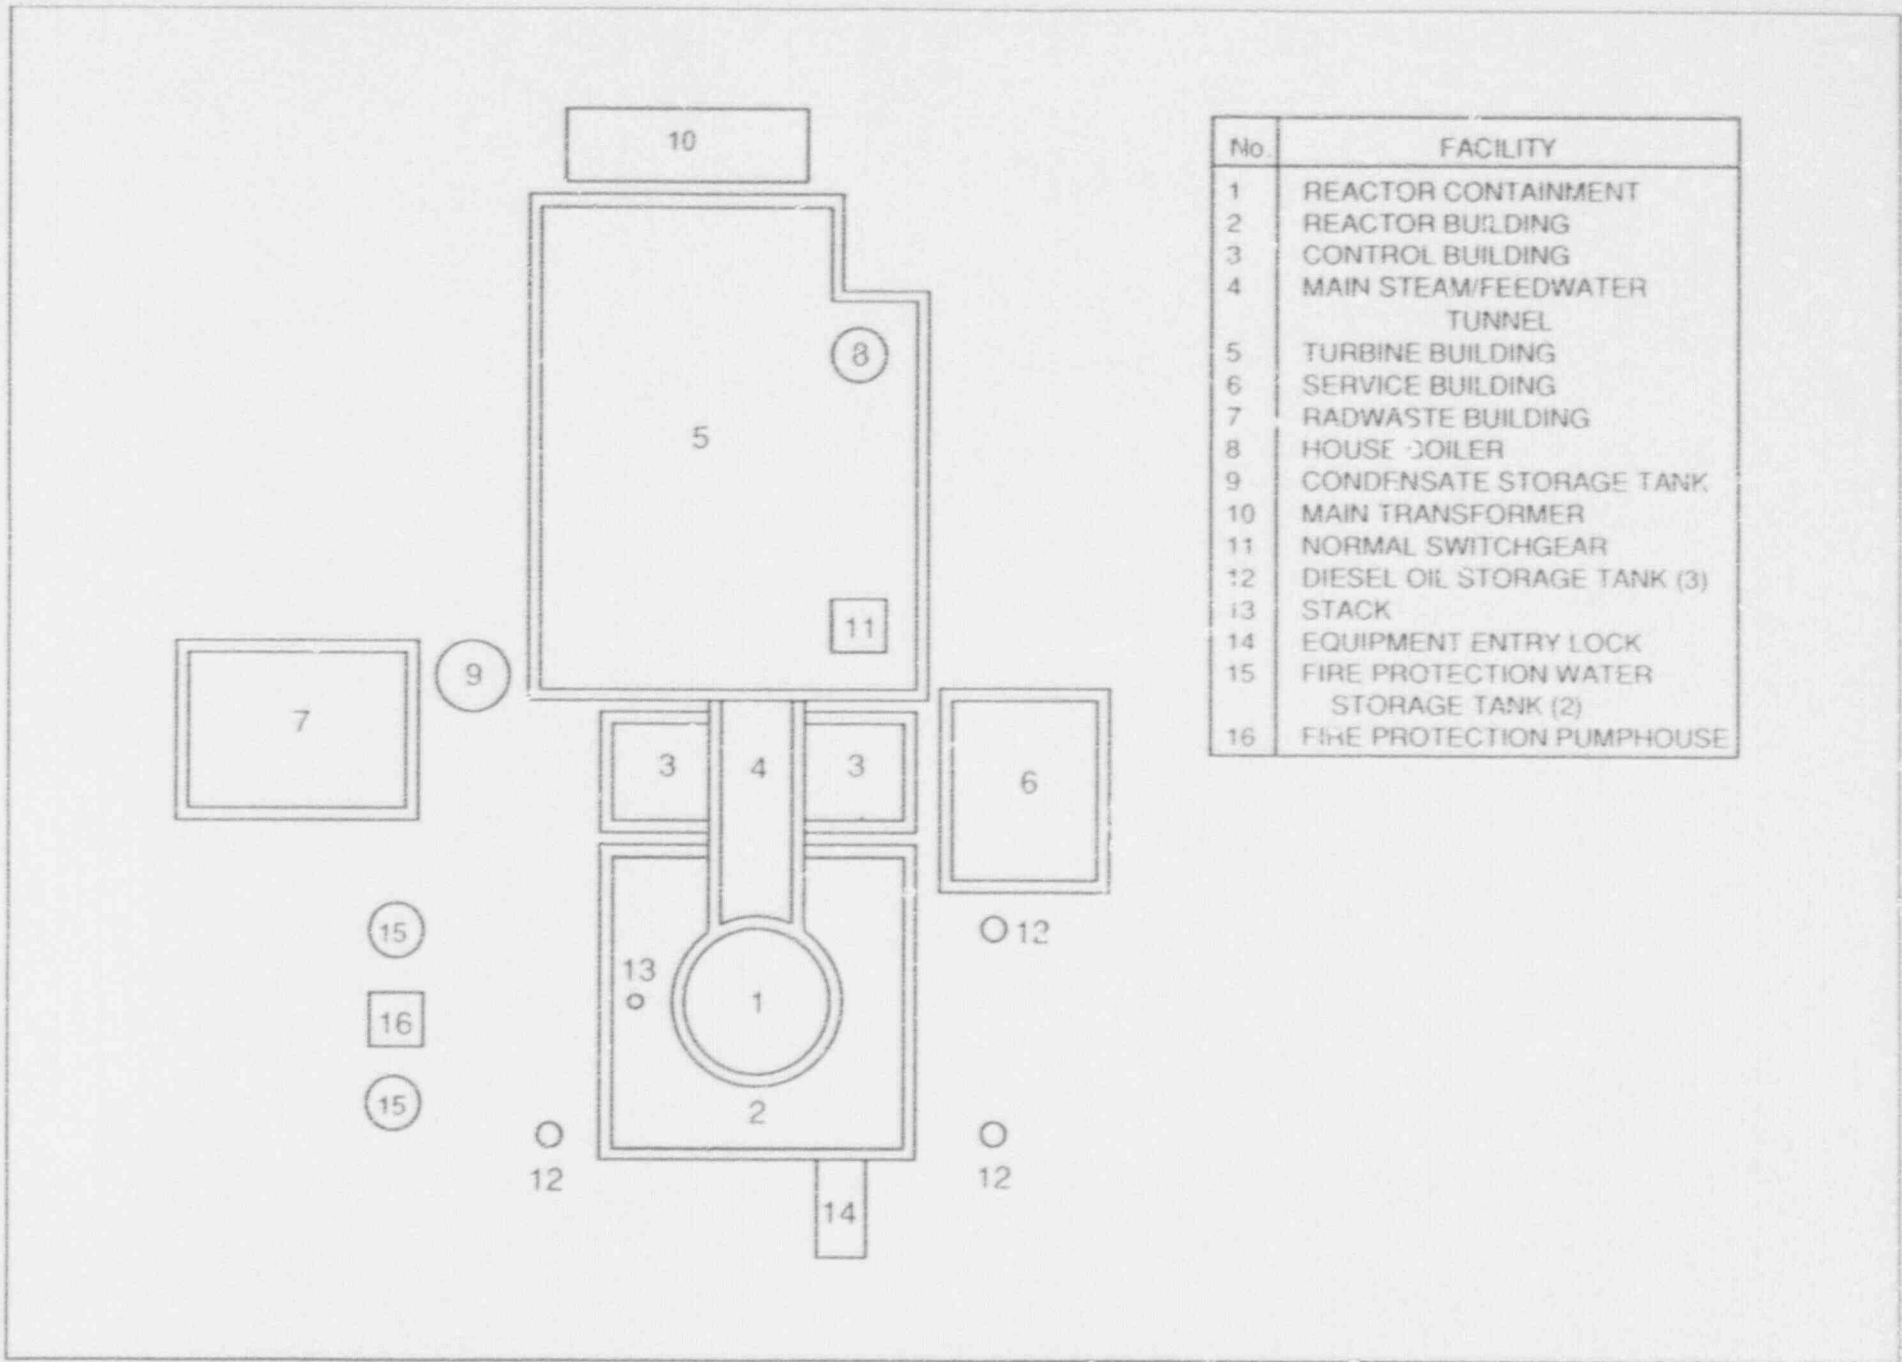 10
8
5
11
9
7
3
4
3
6
15
12
13
1
16
15
2
12
12
14
No. FACILITY
1 REACTOR CONTAINMENT
2 REACTOR BUILDING
3 CONTROL BUILDING
4 MAIN STEAM/FEEDWATER
TUNNEL
5 TURBINE BUILDING
6 SERVICE BUILDING
7 RADWASTE BUILDING
8 HOUSE BOILER
9 CONDENSATE STORAGE TANK
10 MAIN TRANSFORMER
11 NORMAL SWITCHGEAR
12 DIESEL OIL STORAGE TANK (3)
13 STACK
14 EQUIPMENT ENTRY LOCK
15 FIRE PROTECTION WATER
STORAGE TANK (2)
16 FIRE PROTECTION PUMPHOUSE